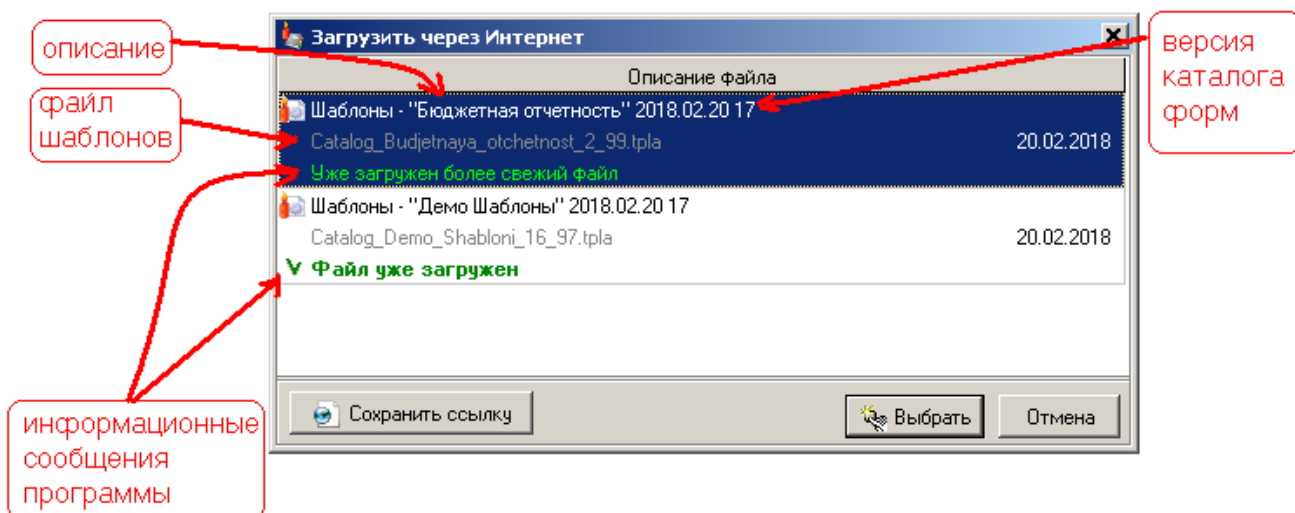 описание
файл
шаблонов
информационные
сообщения
программы
Загрузить через Интернет
Описание файла
Шаблоны - "Бюджетная отчетность" 2018.02.20 17
Catalog_Budjetnaya_otchetnost_2_99.tpla 20.02.2018
Уже загружен более свежий файл
Шаблоны - "Демо Шаблоны" 2018.02.20 17
Catalog_Demo_Shabloni_16_97.tpla 20.02.2018
Файл уже загружен
Сохранить ссылку Выбрать Отмена
версия
каталога
форм